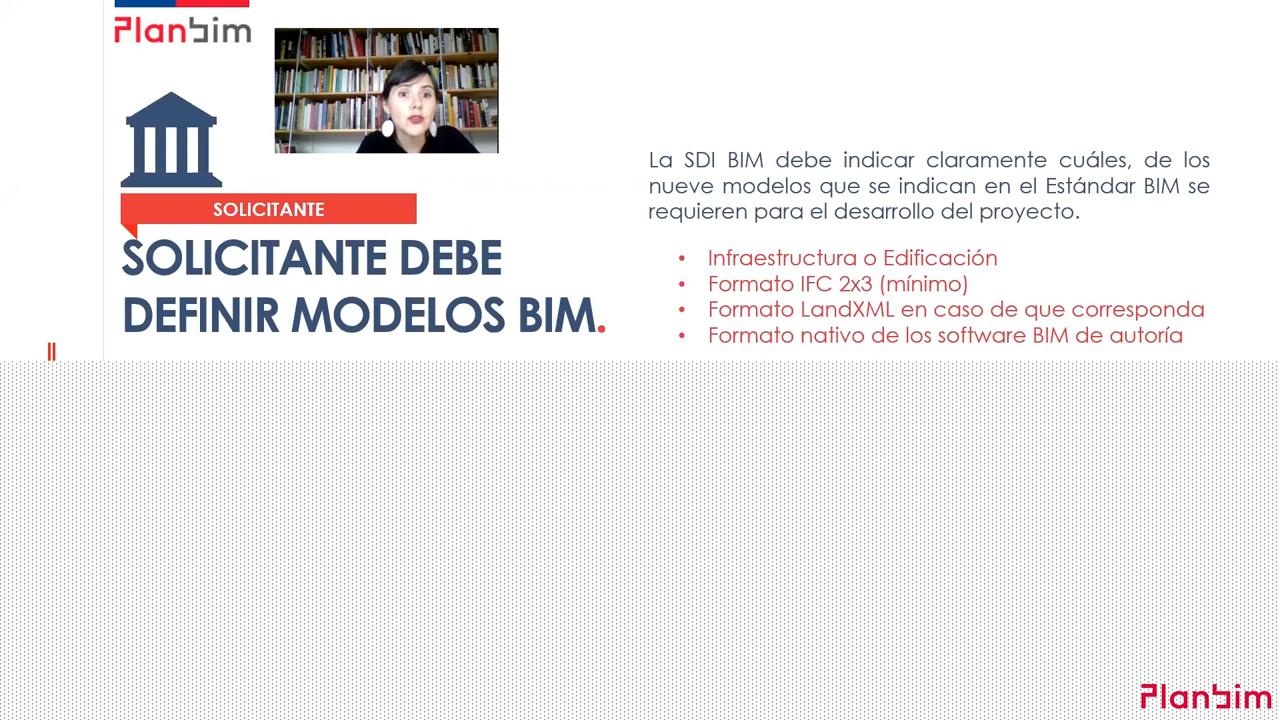 Planbim
SOLICITANTE
SOLICITANTE DEBE
DEFINIR MODELOS BIM.
La SDI BIM debe indicar claramente cuáles, de los
nueve modelos que se indican en el Estándar BIM se
requieren para el desarrollo del proyecto.
• Infraestructura o Edificación
• Formato IFC 2x3 (mínimo)
• Formato LandXML en caso de que corresponda
• Formato nativo de los software BIM de autoría
Planbim